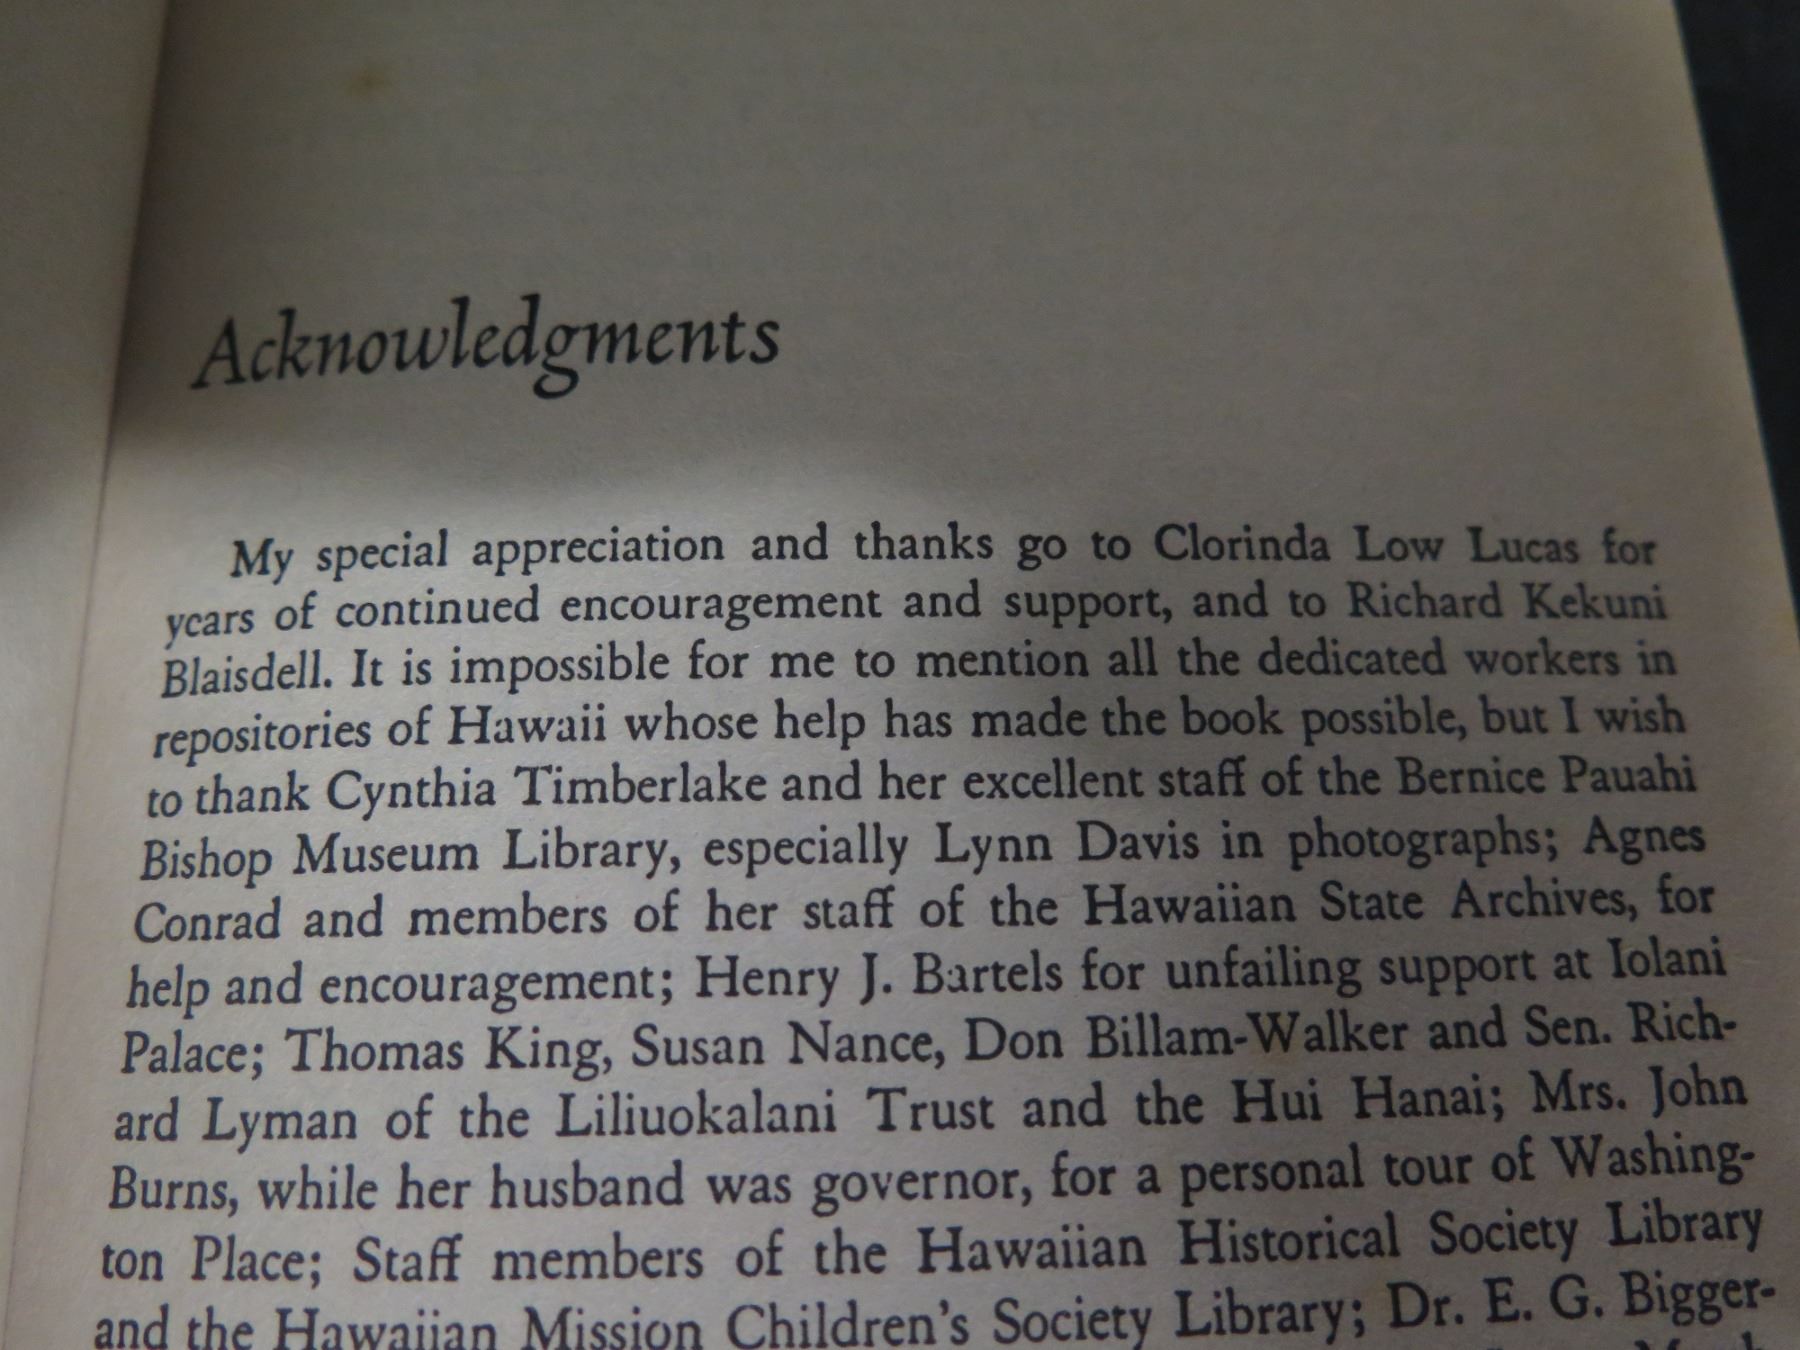 Acknowledgments
My special appreciation and thanks go to Clorinda Low Lucas for
years of continued encouragement and support, and to Richard Kekuni
Blaisdell. It is impossible for me to mention all the dedicated workers in
repositories of Hawaii whose help has made the book possible, but I wish
to thank Cynthia Timberlake and her excellent staff of the Bernice Pauahi
Bishop Museum Library, especially Lynn Davis in photographs; Agnes
Conrad and members of her staff of the Hawaiian State Archives, for
help and encouragement; Henry J. Bartels for unfailing support at Iolani
Palace; Thomas King, Susan Nance, Don Billam-Walker and Sen. Rich-
ard Lyman of the Liliuokalani Trust and the Hui Hanai; Mrs. John
Burns, while her husband was governor, for a personal tour of Washing-
ton Place; Staff members of the Hawaiian Historical Society Library
and the Hawaiian Mission Children's Society Library; Dr. E. G. Bigger-